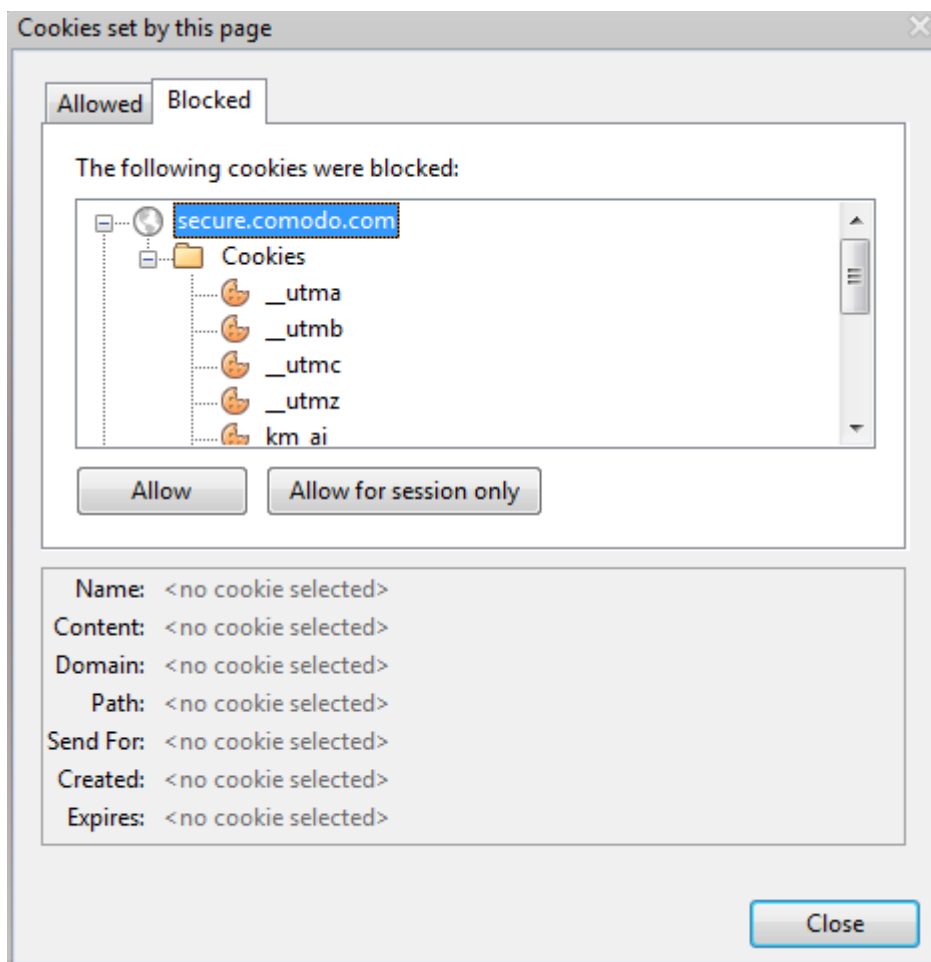 Cookies set by this page
Allowed Blocked
The following cookies were blocked:
secure.comodo.com
Cookies
__utma
__utmb
__utmc
__utmz
km_ai
Allow Allow for session only
Name: <no cookie selected>
Content: <no cookie selected>
Domain: <no cookie selected>
Path: <no cookie selected>
Send For: <no cookie selected>
Created: <no cookie selected>
Expires: <no cookie selected>
Close